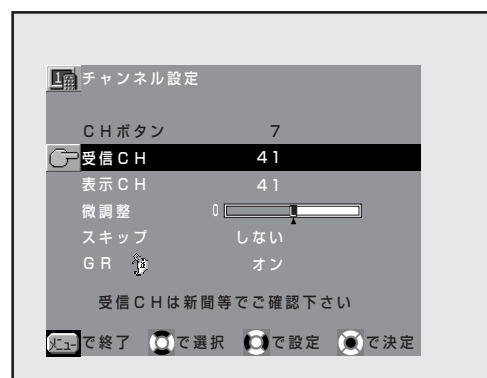 チャンネル設定
CHボタン 7
受信CH 41
表示CH 41
微調整 0
スキップ しない
GR オン
受信CHは新聞等でご確認下さい
メニューで終了 で選択 で設定 で決定